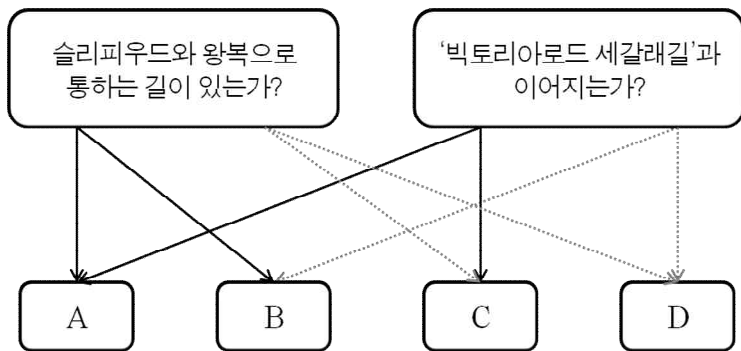 슬리피우드와 왕복으로
통하는 길이 있는가?
‘빅토리아로드 세갈래길’과
이어지는가?
A
B
C
D